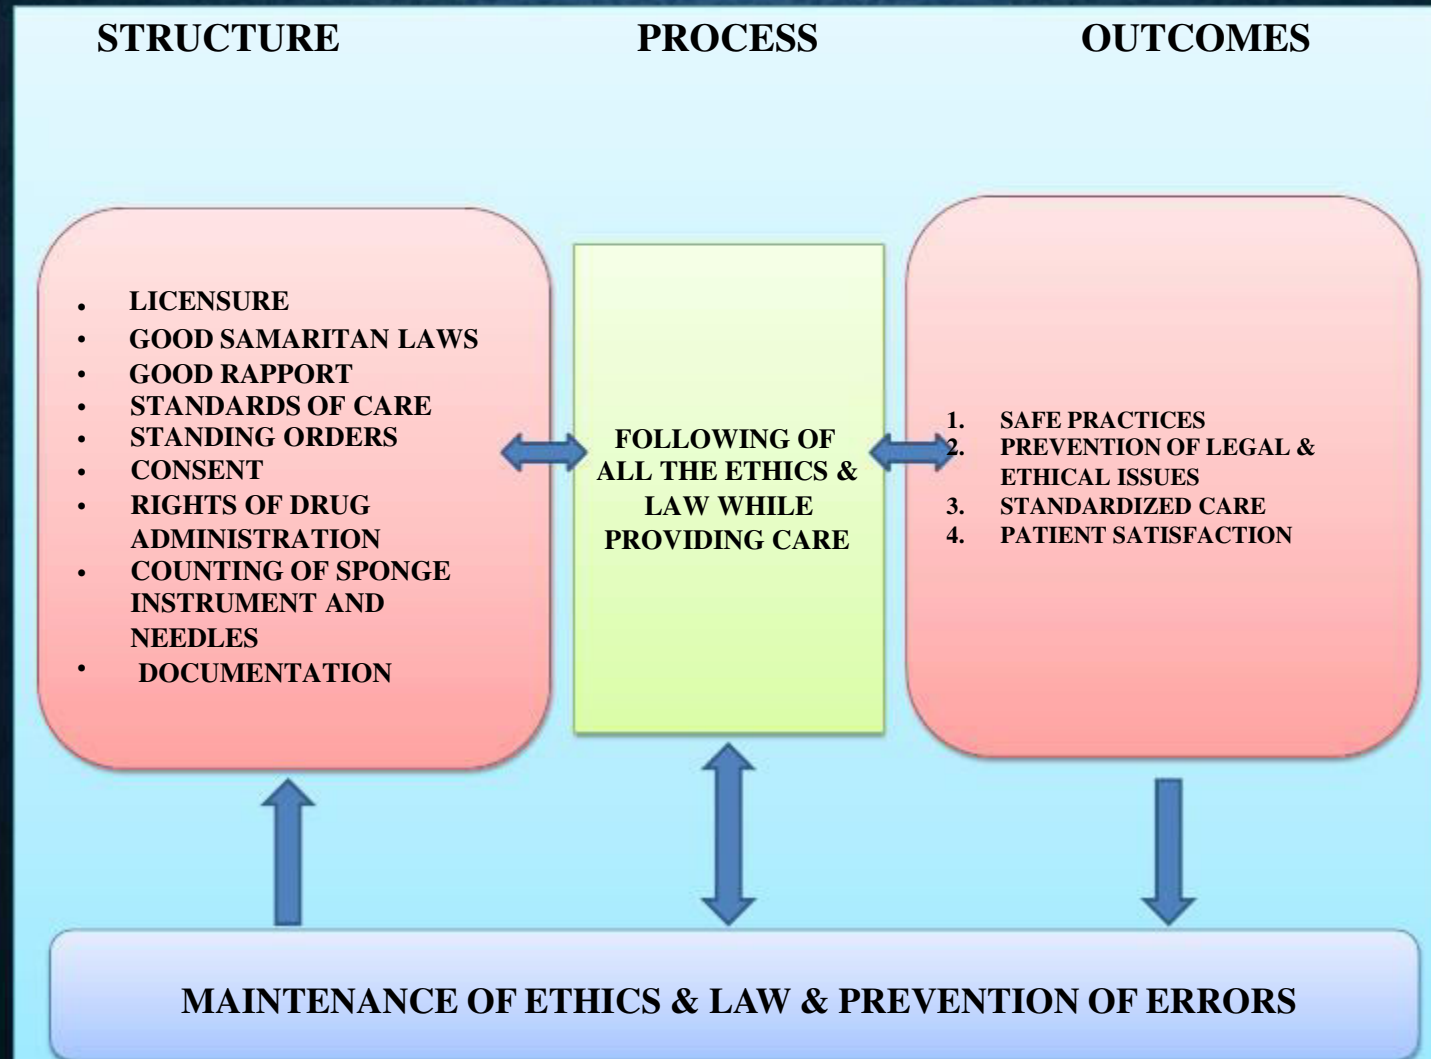 STRUCTURE PROCESS OUTCOMES
• LICENSURE
• GOOD SAMARITAN LAWS
• GOOD RAPPORT
• STANDARDS OF CARE
• STANDING ORDERS
• CONSENT
• RIGHTS OF DRUG
ADMINISTRATION
• COUNTING OF SPONGE
INSTRUMENT AND
NEEDLES
• DOCUMENTATION
FOLLOWING OF
ALL THE ETHICS &
LAW WHILE
PROVIDING CARE
1. SAFE PRACTICES
2. PREVENTION OF LEGAL &
ETHICAL ISSUES
3. STANDARDIZED CARE
4. PATIENT SATISFACTION
MAINTENANCE OF ETHICS & LAW & PREVENTION OF ERRORS